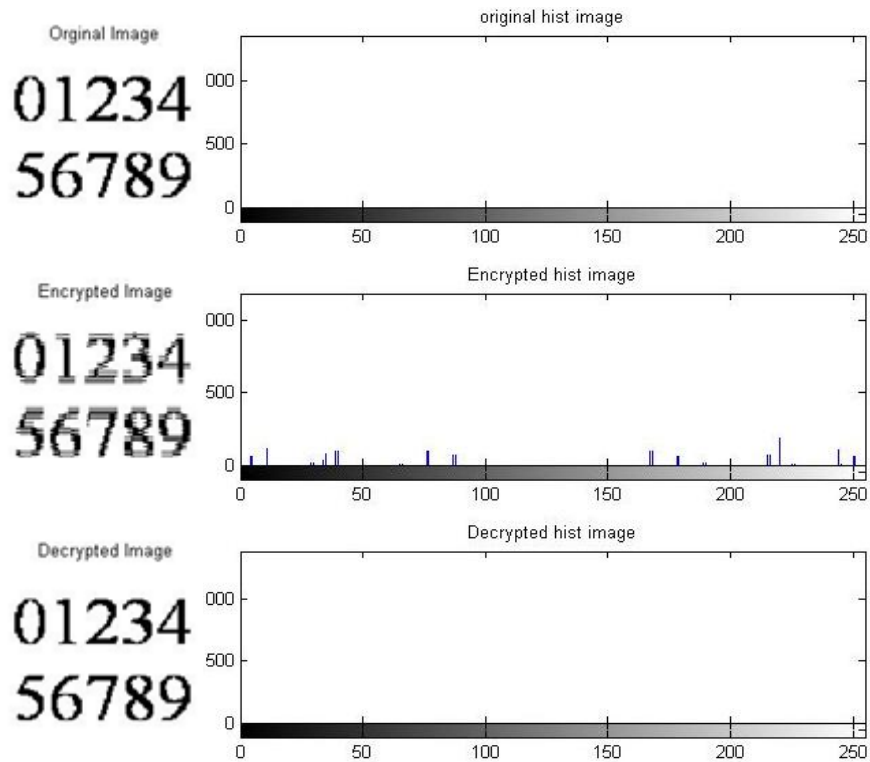 Orginal Image
01234
56789
original hist image
000
500
0
0 50 100 150 200 250
Encrypted Image
01234
56789
Encrypted hist image
000
500
0
0 50 100 150 200 250
Decrypted Image
01234
56789
Decrypted hist image
000
500
0
0 50 100 150 200 250